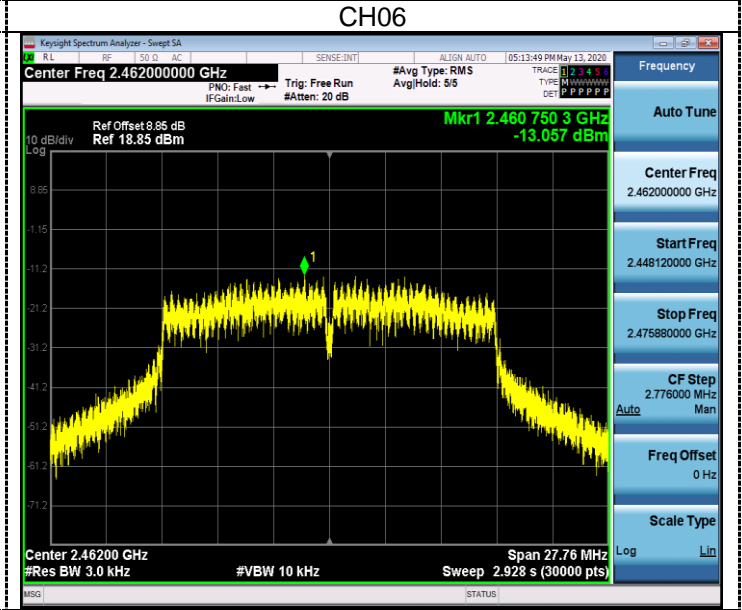 CH06
Keysight Spectrum Analyzer - Swept SA
RL RF 50 Ω AC SENSE:INT ALIGN AUTO 05:13:49 PM May 13, 2020
Center Freq 2.462000000 GHz
PNO: Fast
IFGain:Low
Trig: Free Run
#Atten: 20 dB
#Avg Type: RMS
Avg|Hold: 5/5
TRACE 1 2 3 4 5 6
TYPE M WWWWW
DET P P P P P P
Frequency
Ref Offset 8.85 dB
10 dB/div Ref 18.85 dBm
Log
Mkr1 2.460 750 3 GHz
-13.057 dBm
8.85
-1.15
-11.2
-21.2
-31.2
-41.2
-51.2
-61.2
-71.2
1
Center 2.46200 GHz Span 27.76 MHz
#Res BW 3.0 kHz #VBW 10 kHz Sweep 2.928 s (30000 pts)
Auto Tune
Center Freq
2.462000000 GHz
Start Freq
2.448120000 GHz
Stop Freq
2.475880000 GHz
CF Step
2.776000 MHz
Auto Man
Freq Offset
0 Hz
Scale Type
Log Lin
MSG STATUS